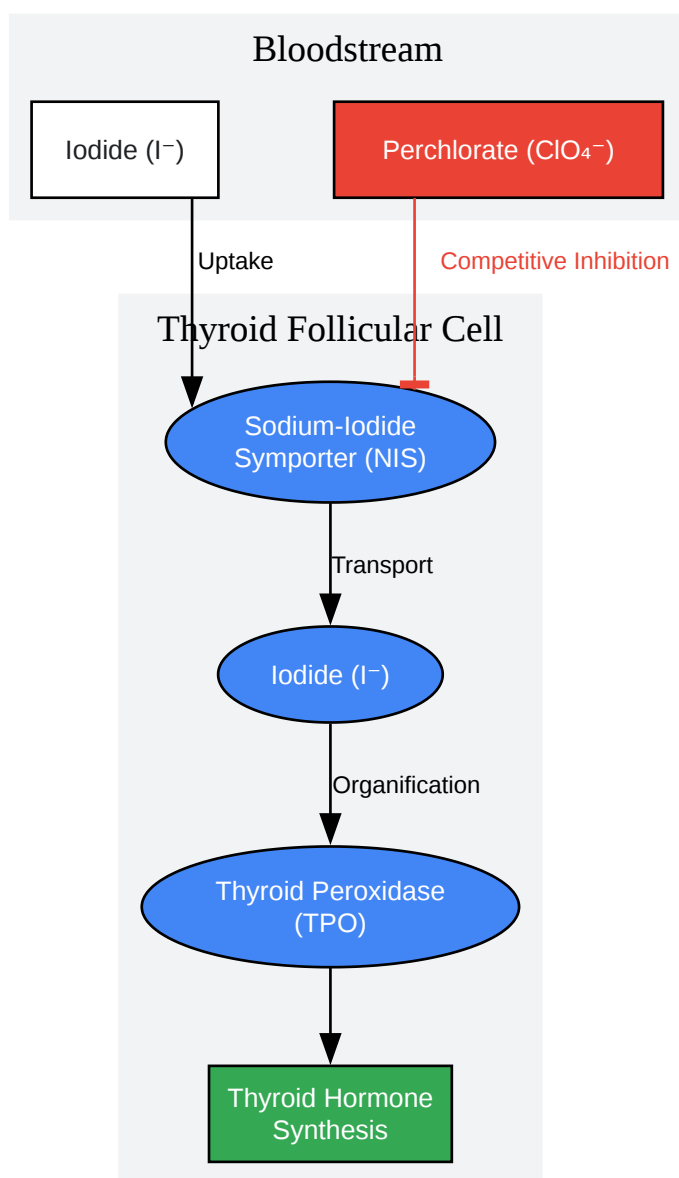 Bloodstream
Iodide (I⁻)
Perchlorate (ClO₄⁻)
Uptake
Competitive Inhibition
Thyroid Follicular Cell
Sodium-Iodide
Symporter (NIS)
Transport
Iodide (I⁻)
Organification
Thyroid Peroxidase
(TPO)
Thyroid Hormone
Synthesis